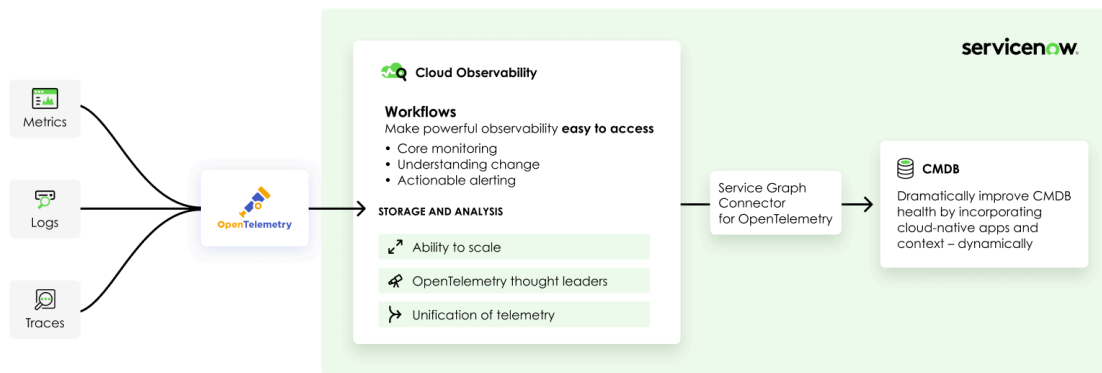 servicenow
Cloud Observability
Metrics
Logs
Traces
OpenTelemetry
Workflows
Make powerful observability easy to access
• Core monitoring
• Understanding change
• Actionable alerting
STORAGE AND ANALYSIS
Ability to scale
OpenTelemetry thought leaders
Unification of telemetry
Service Graph
Connector
for OpenTelemetry
CMDB
Dramatically improve CMDB
health by incorporating
cloud-native apps and
context – dynamically